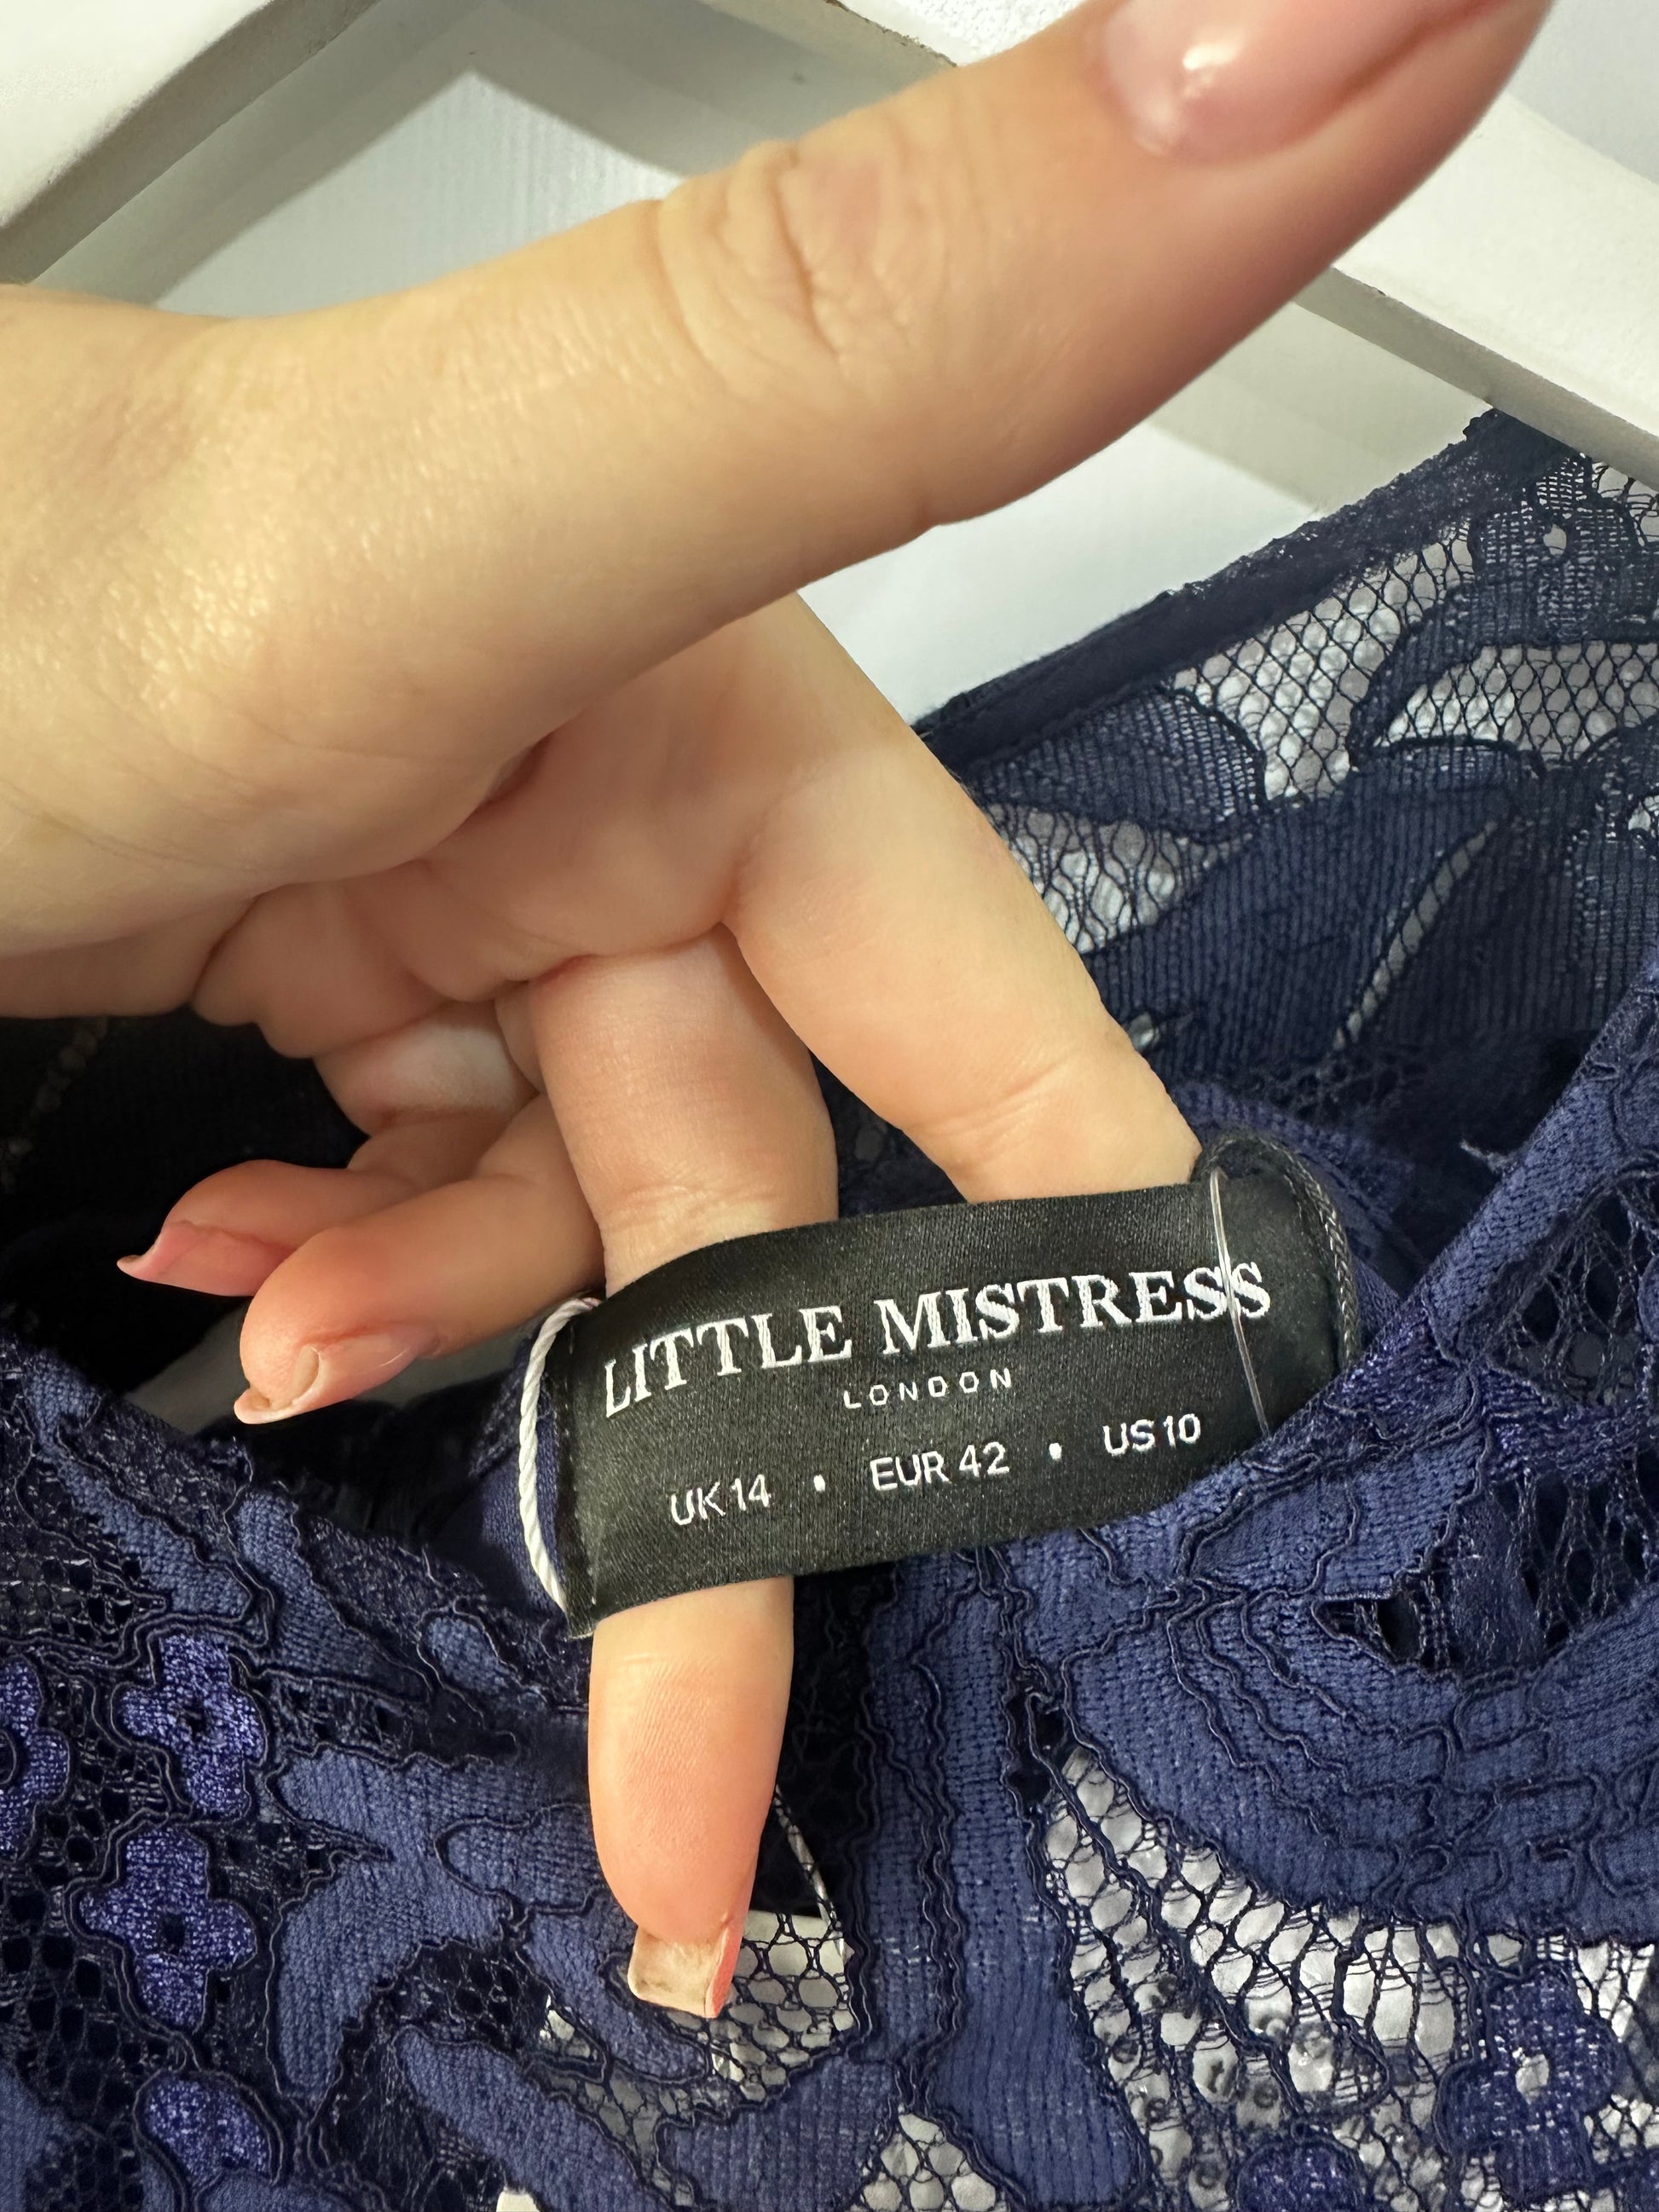 LITTLE MISTRESS
LONDON
UK 14 • EUR 42 • US 10